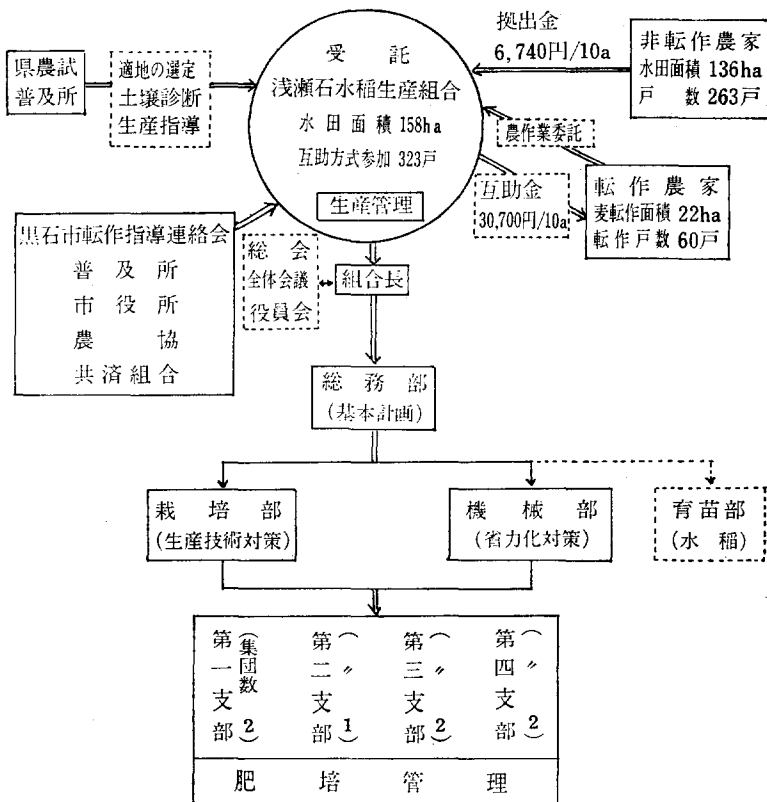 県農試
普及所
適地の選定
土壌診断
生産指導
受託
浅瀬石水稲生産組合
水田面積158ha
互助方式参加 323戸
生産管理
拠出金
6,740円/10a
非転作農家
水田面積 136ha
戸数 263戸
農作業委託
互助金
30,700円/10a
転作農家
麦転作面積 22ha
転作戸数 60戸
黒石市転作指導連絡会
普及所
市役所
農協
共済組合
総会
全体会議
役員会
組合長
総務部
(基本計画)
栽培部
(生産技術対策)
機械部
(省力化対策)
育苗部
(水稲)
第一支部(集団数2)
第二支部(〃1)
第三支部(〃2)
第四支部(〃2)
肥培管理